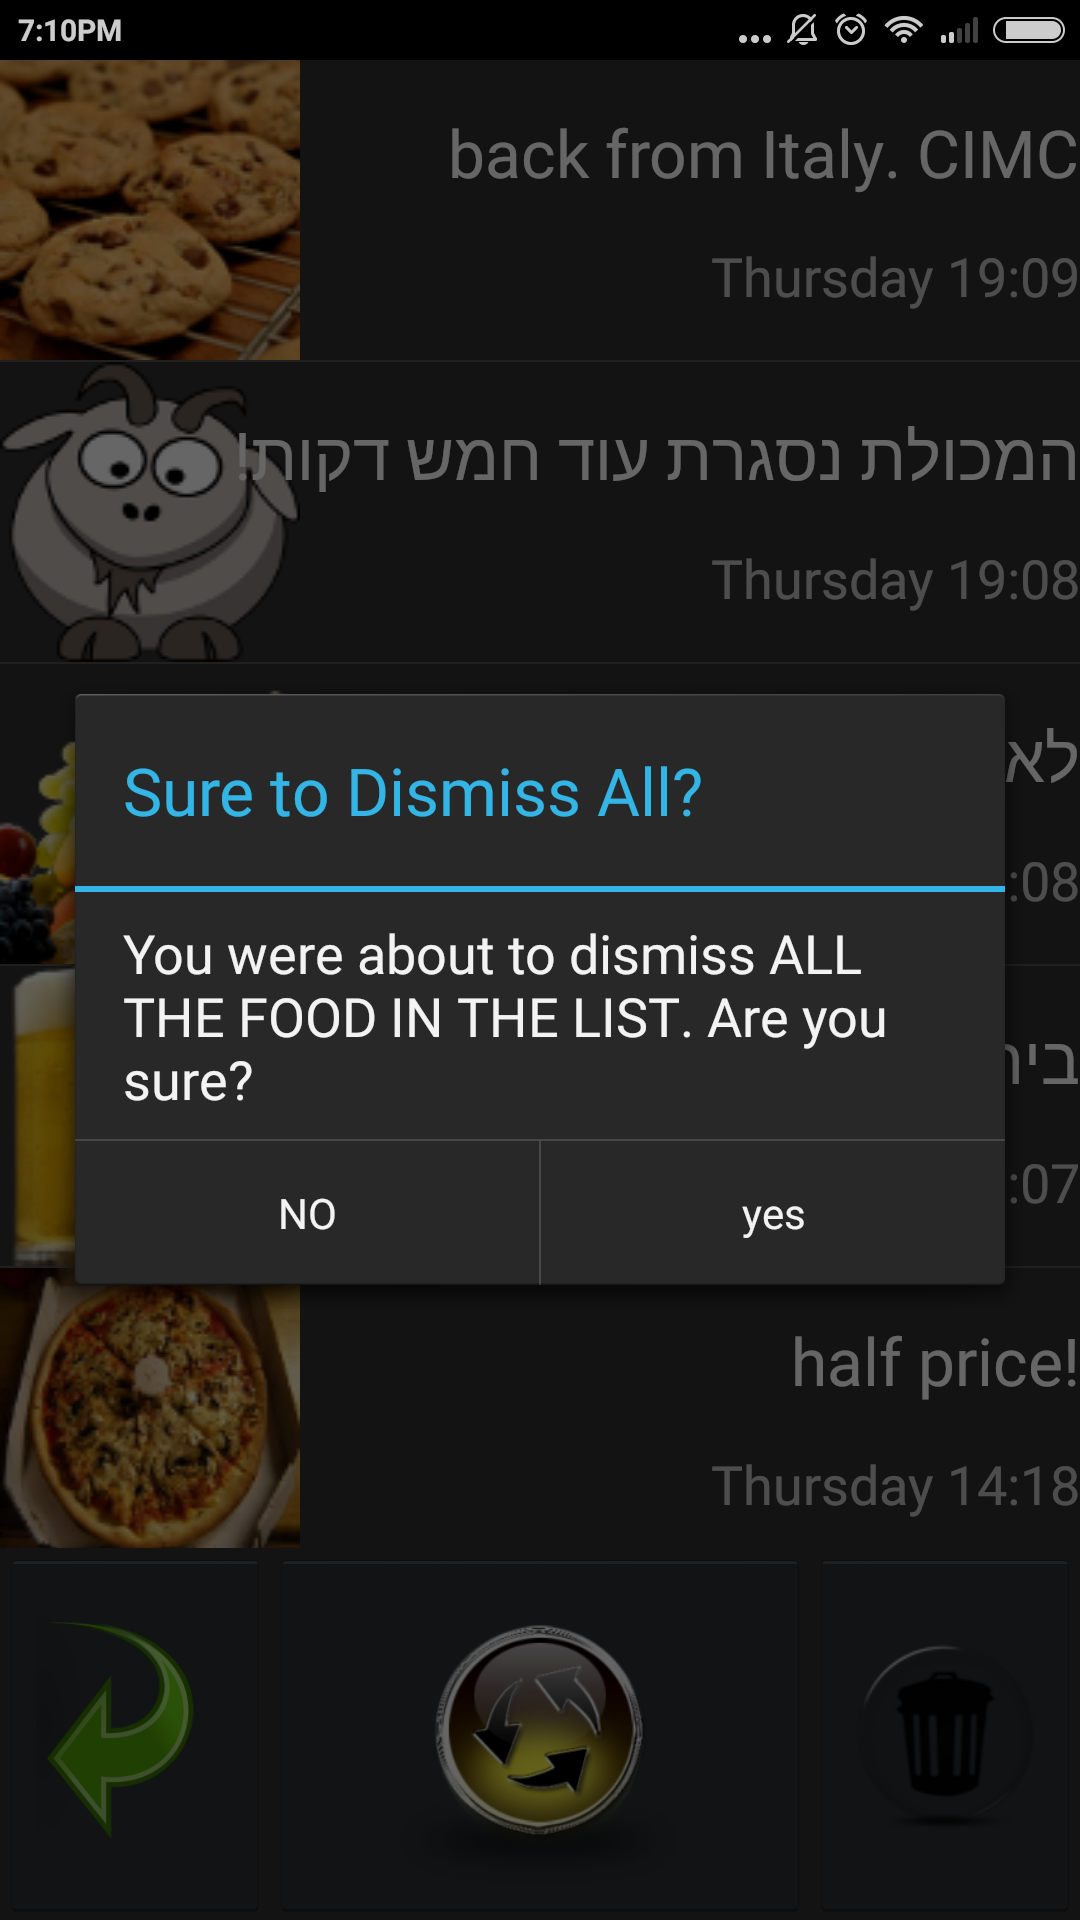 7:10PM
back from Italy. CIMC
Thursday 19:09
המכולת נסגרת עוד חמש דקות!
Thursday 19:08
לא
:08
Sure to Dismiss All?
You were about to dismiss ALL
THE FOOD IN THE LIST. Are you
sure?
:07
NO
yes
half price!
Thursday 14:18